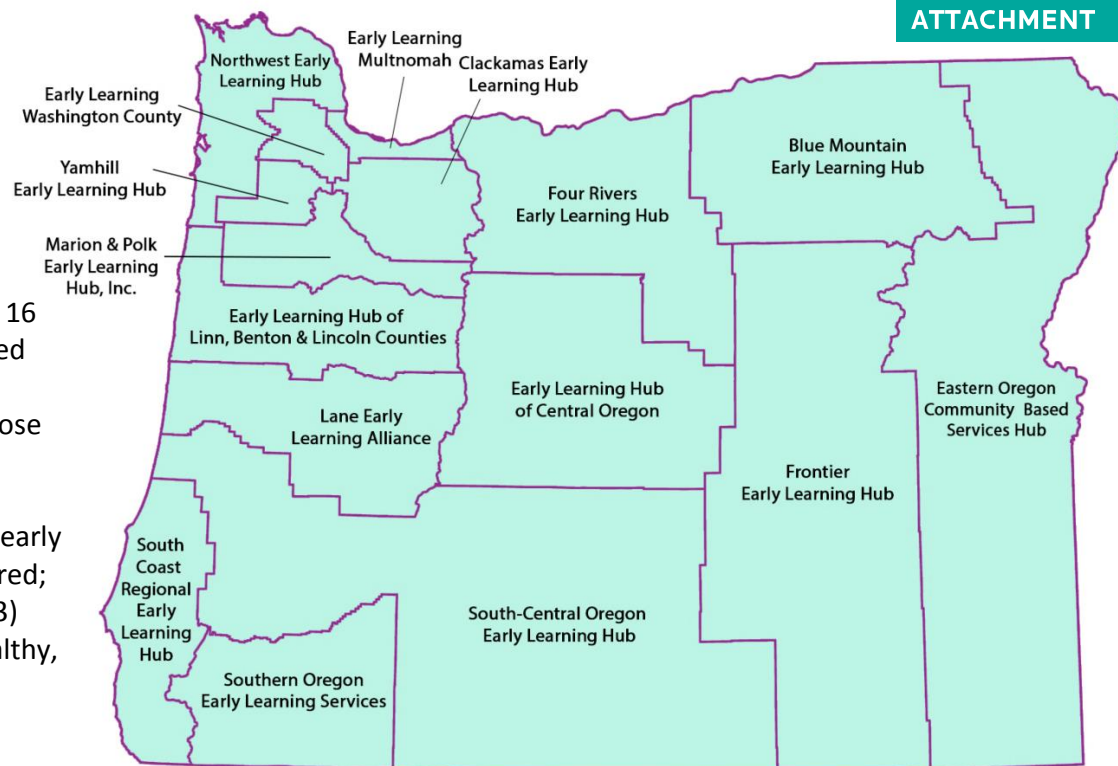 ATTACHMENT
Early Learning
Multnomah
Clackamas Early
Learning Hub
Northwest Early
Learning Hub
Early Learning
Washington County
Yamhill
Early Learning Hub
Marion & Polk
Early Learning
Hub, Inc.
Blue Mountain
Early Learning Hub
Four Rivers
Early Learning Hub
Early Learning Hub of
Linn, Benton & Lincoln Counties
Early Learning Hub
of Central Oregon
Eastern Oregon
Community Based
Services Hub
Lane Early
Learning Alliance
Frontier
Early Learning Hub
South
Coast
Regional
Early
Learning
Hub
South-Central Oregon
Early Learning Hub
Southern Oregon
Early Learning Services
16
ed
ose
early
red;
3)
althy,